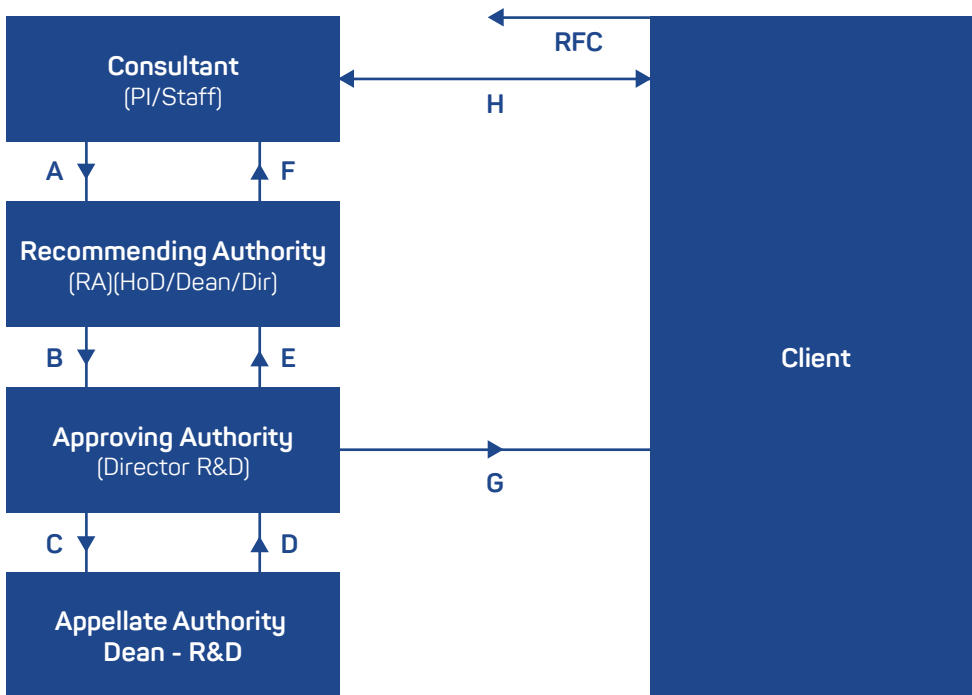 RFC
Consultant
(PI/Staff)
H
A
F
Recommending Authority
(RA)(HoD/Dean/Dir)
B
E
Client
Approving Authority
(Director R&D)
G
C
D
Appellate Authority
Dean - R&D